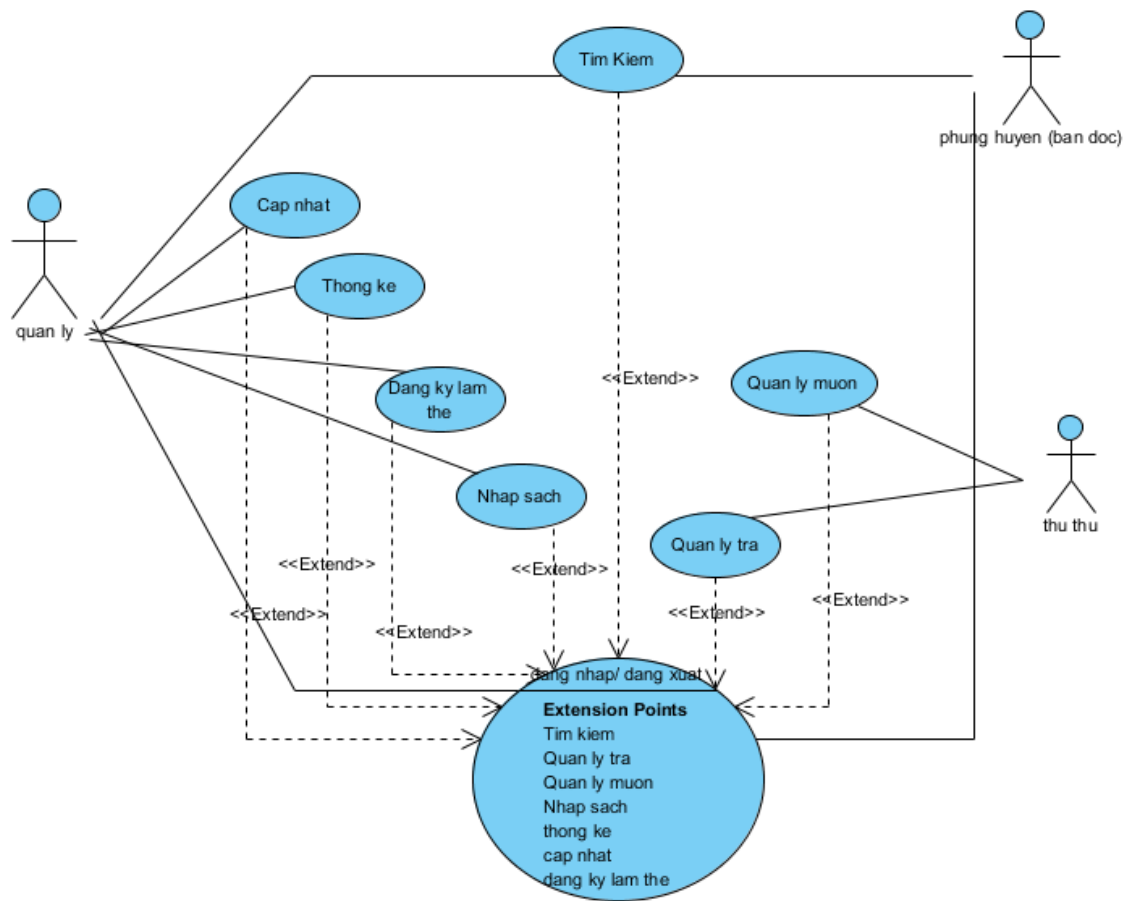 Tim Kiem
phung huyen (ban doc)
Cap nhat
Thong ke
quan ly
<<Extend>>
Quan ly muon
Dang ky lam
the
Nhap sach
thu thu
Quan ly tra
<<Extend>>
<<Extend>>
<<Extend>>
<<Extend>>
<<Extend>>
<<Extend>>
dang nhap/ dang xuat
Extension Points
Tim kiem
Quan ly tra
Quan ly muon
Nhap sach
thong ke
cap nhat
dang ky lam the